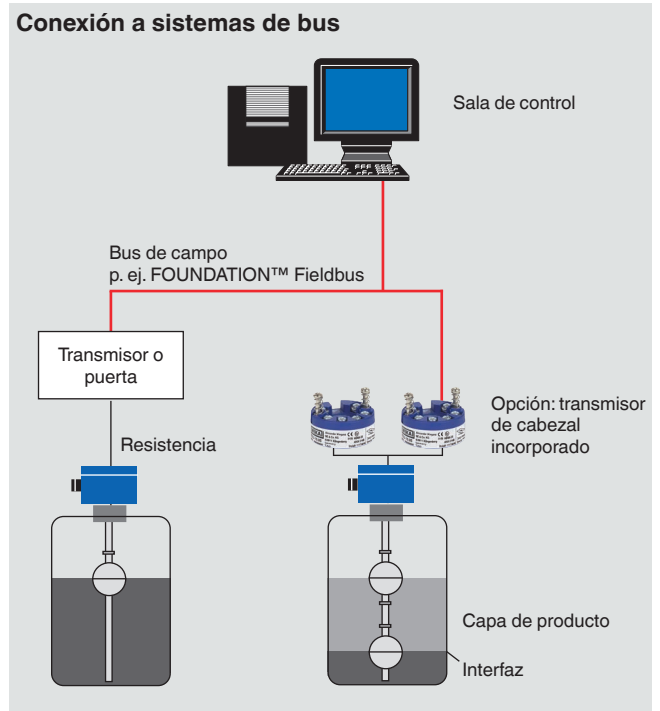 Conexión a sistemas de bus
Sala de control
Bus de campo
p. ej. FOUNDATION™ Fieldbus
Transmisor o
puerta
Opción: transmisor
de cabezal
incorporado
Resistencia
Capa de producto
Interfaz